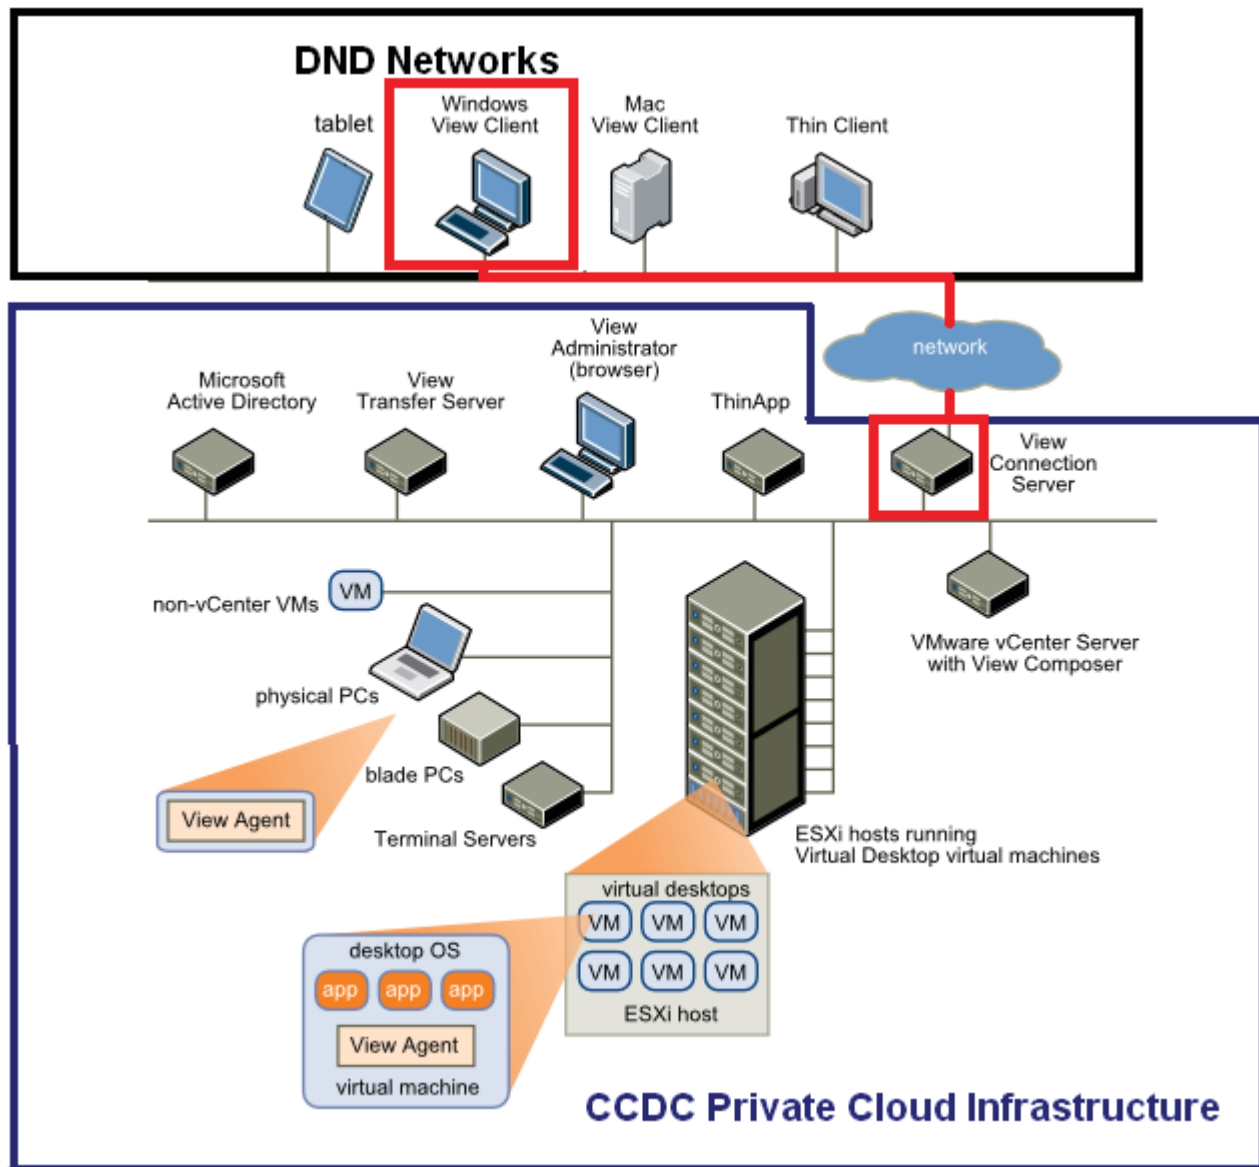 DND Networks
tablet
Windows
View Client
Mac
View Client
Thin Client
network
View
Administrator
(browser)
Microsoft
Active Directory
View
Transfer Server
ThinApp
View
Connection
Server
non-vCenter VMs
VM
physical PCs
blade PCs
Terminal Servers
View Agent
VMware vCenter Server
with View Composer
ESXi hosts running
Virtual Desktop virtual machines
virtual desktops
VM VM VM
VM VM VM
ESXi host
desktop OS
app app app
View Agent
virtual machine
CCDC Private Cloud Infrastructure